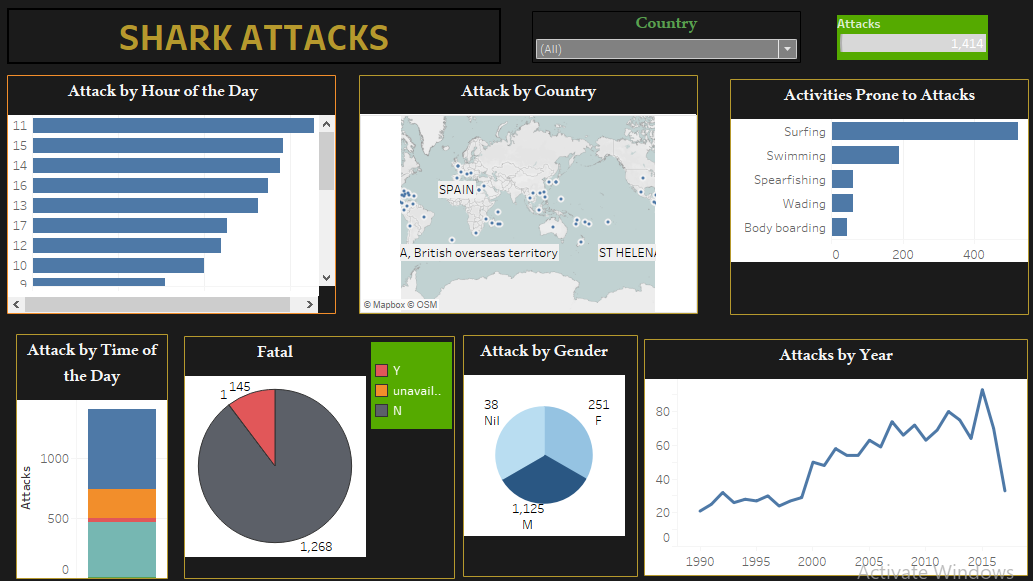 SHARK ATTACKS
Country
(All)
Attacks
1,414
Attack by Hour of the Day
11
15
14
16
13
17
12
10
9
Attack by Country
SPAIN
A, British overseas territory
ST HELENA
© Mapbox © OSM
Activities Prone to Attacks
Surfing
Swimming
Spearfishing
Wading
Body boarding
0 200 400
Attack by Time of
the Day
Attacks
1000
500
0
Fatal
145
1
1,268
Y
unavail..
N
Attack by Gender
38
Nil
251
F
1,125
M
Attacks by Year
80
60
40
20
0
1990 1995 2000 2005 2010 2015
Activate Windows